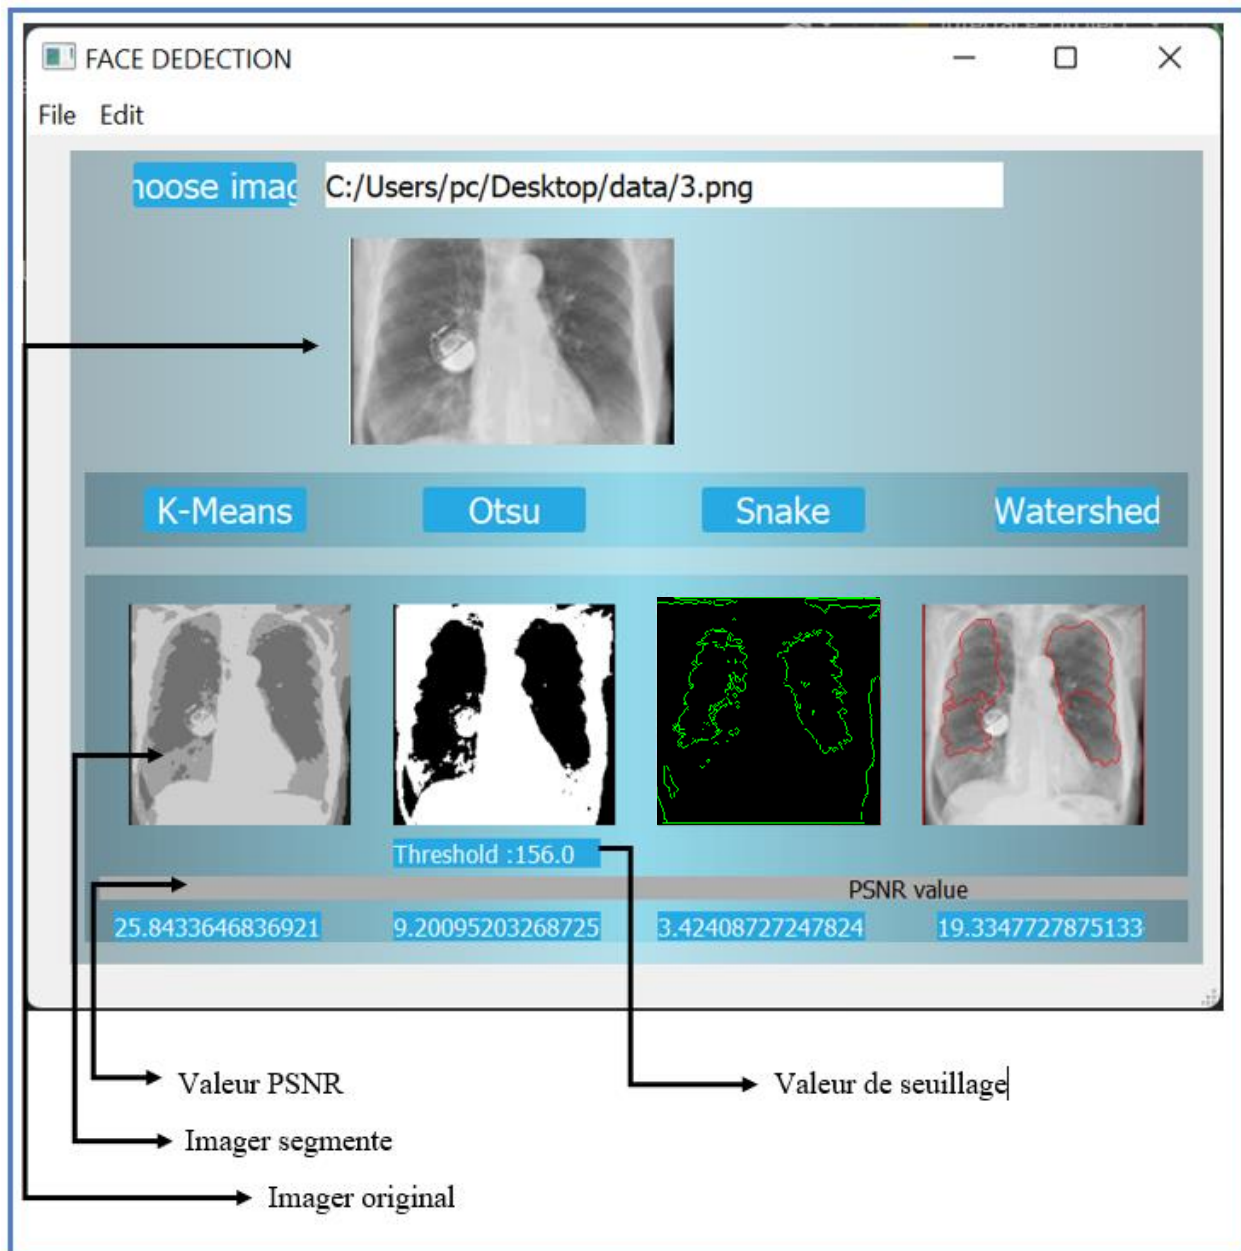 FACE DEDECTION
File Edit
hoose imag
C:/Users/pc/Desktop/data/3.png
K-Means Otsu Snake Watershed
Threshold :156.0
PSNR value
25.8433646836921 9.20095203268725 3.42408727247824 19.3347727875133
Valeur PSNR
Valeur de seuillage
Imager segmente
Imager original